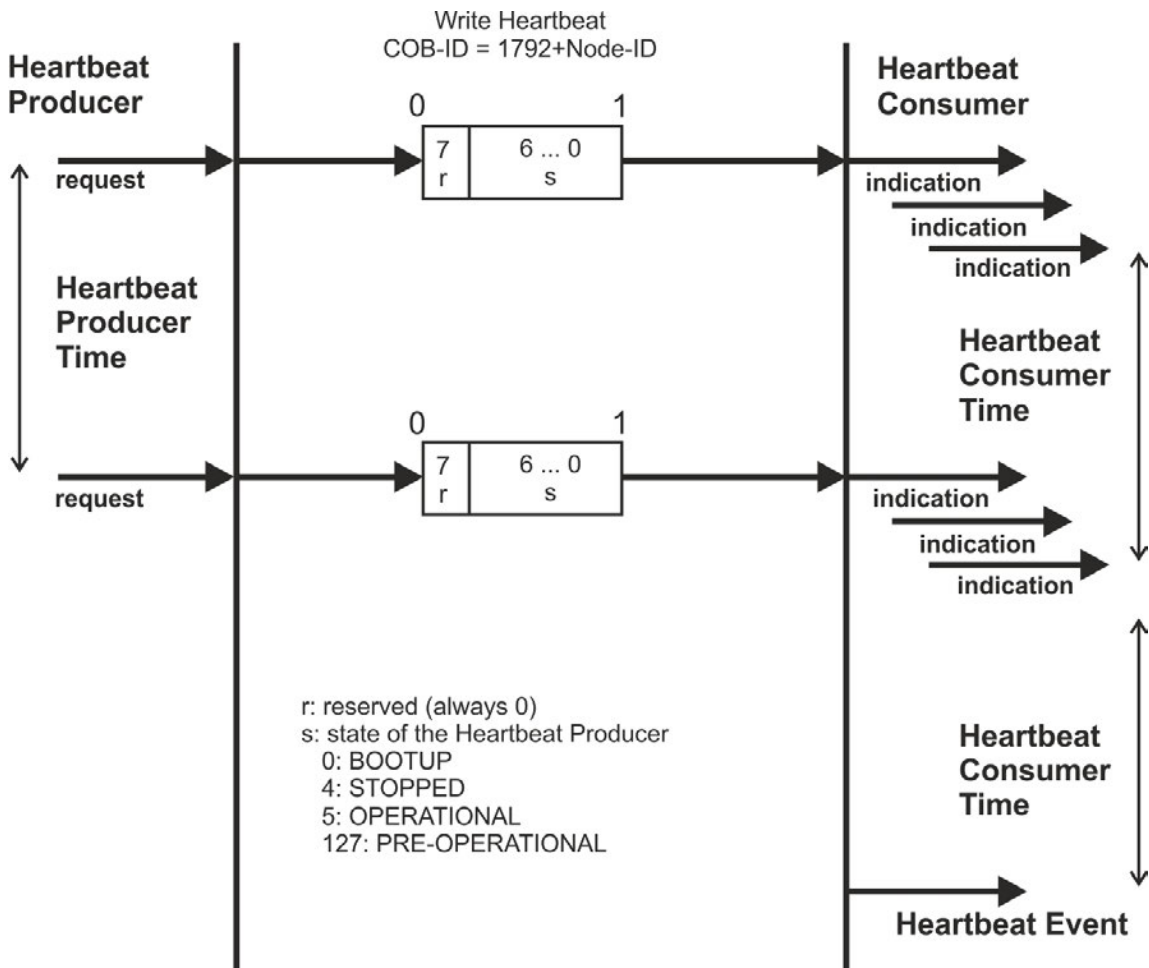 Write Heartbeat
COB-ID = 1792+Node-ID
Heartbeat
Producer
Heartbeat
Consumer
0
1
7
r
6 ... 0
s
request
indication
indication
indication
Heartbeat
Producer
Time
Heartbeat
Consumer
Time
0
1
7
r
6 ... 0
s
request
indication
indication
indication
r: reserved (always 0)
s: state of the Heartbeat Producer
0: BOOTUP
4: STOPPED
5: OPERATIONAL
127: PRE-OPERATIONAL
Heartbeat
Consumer
Time
Heartbeat Event